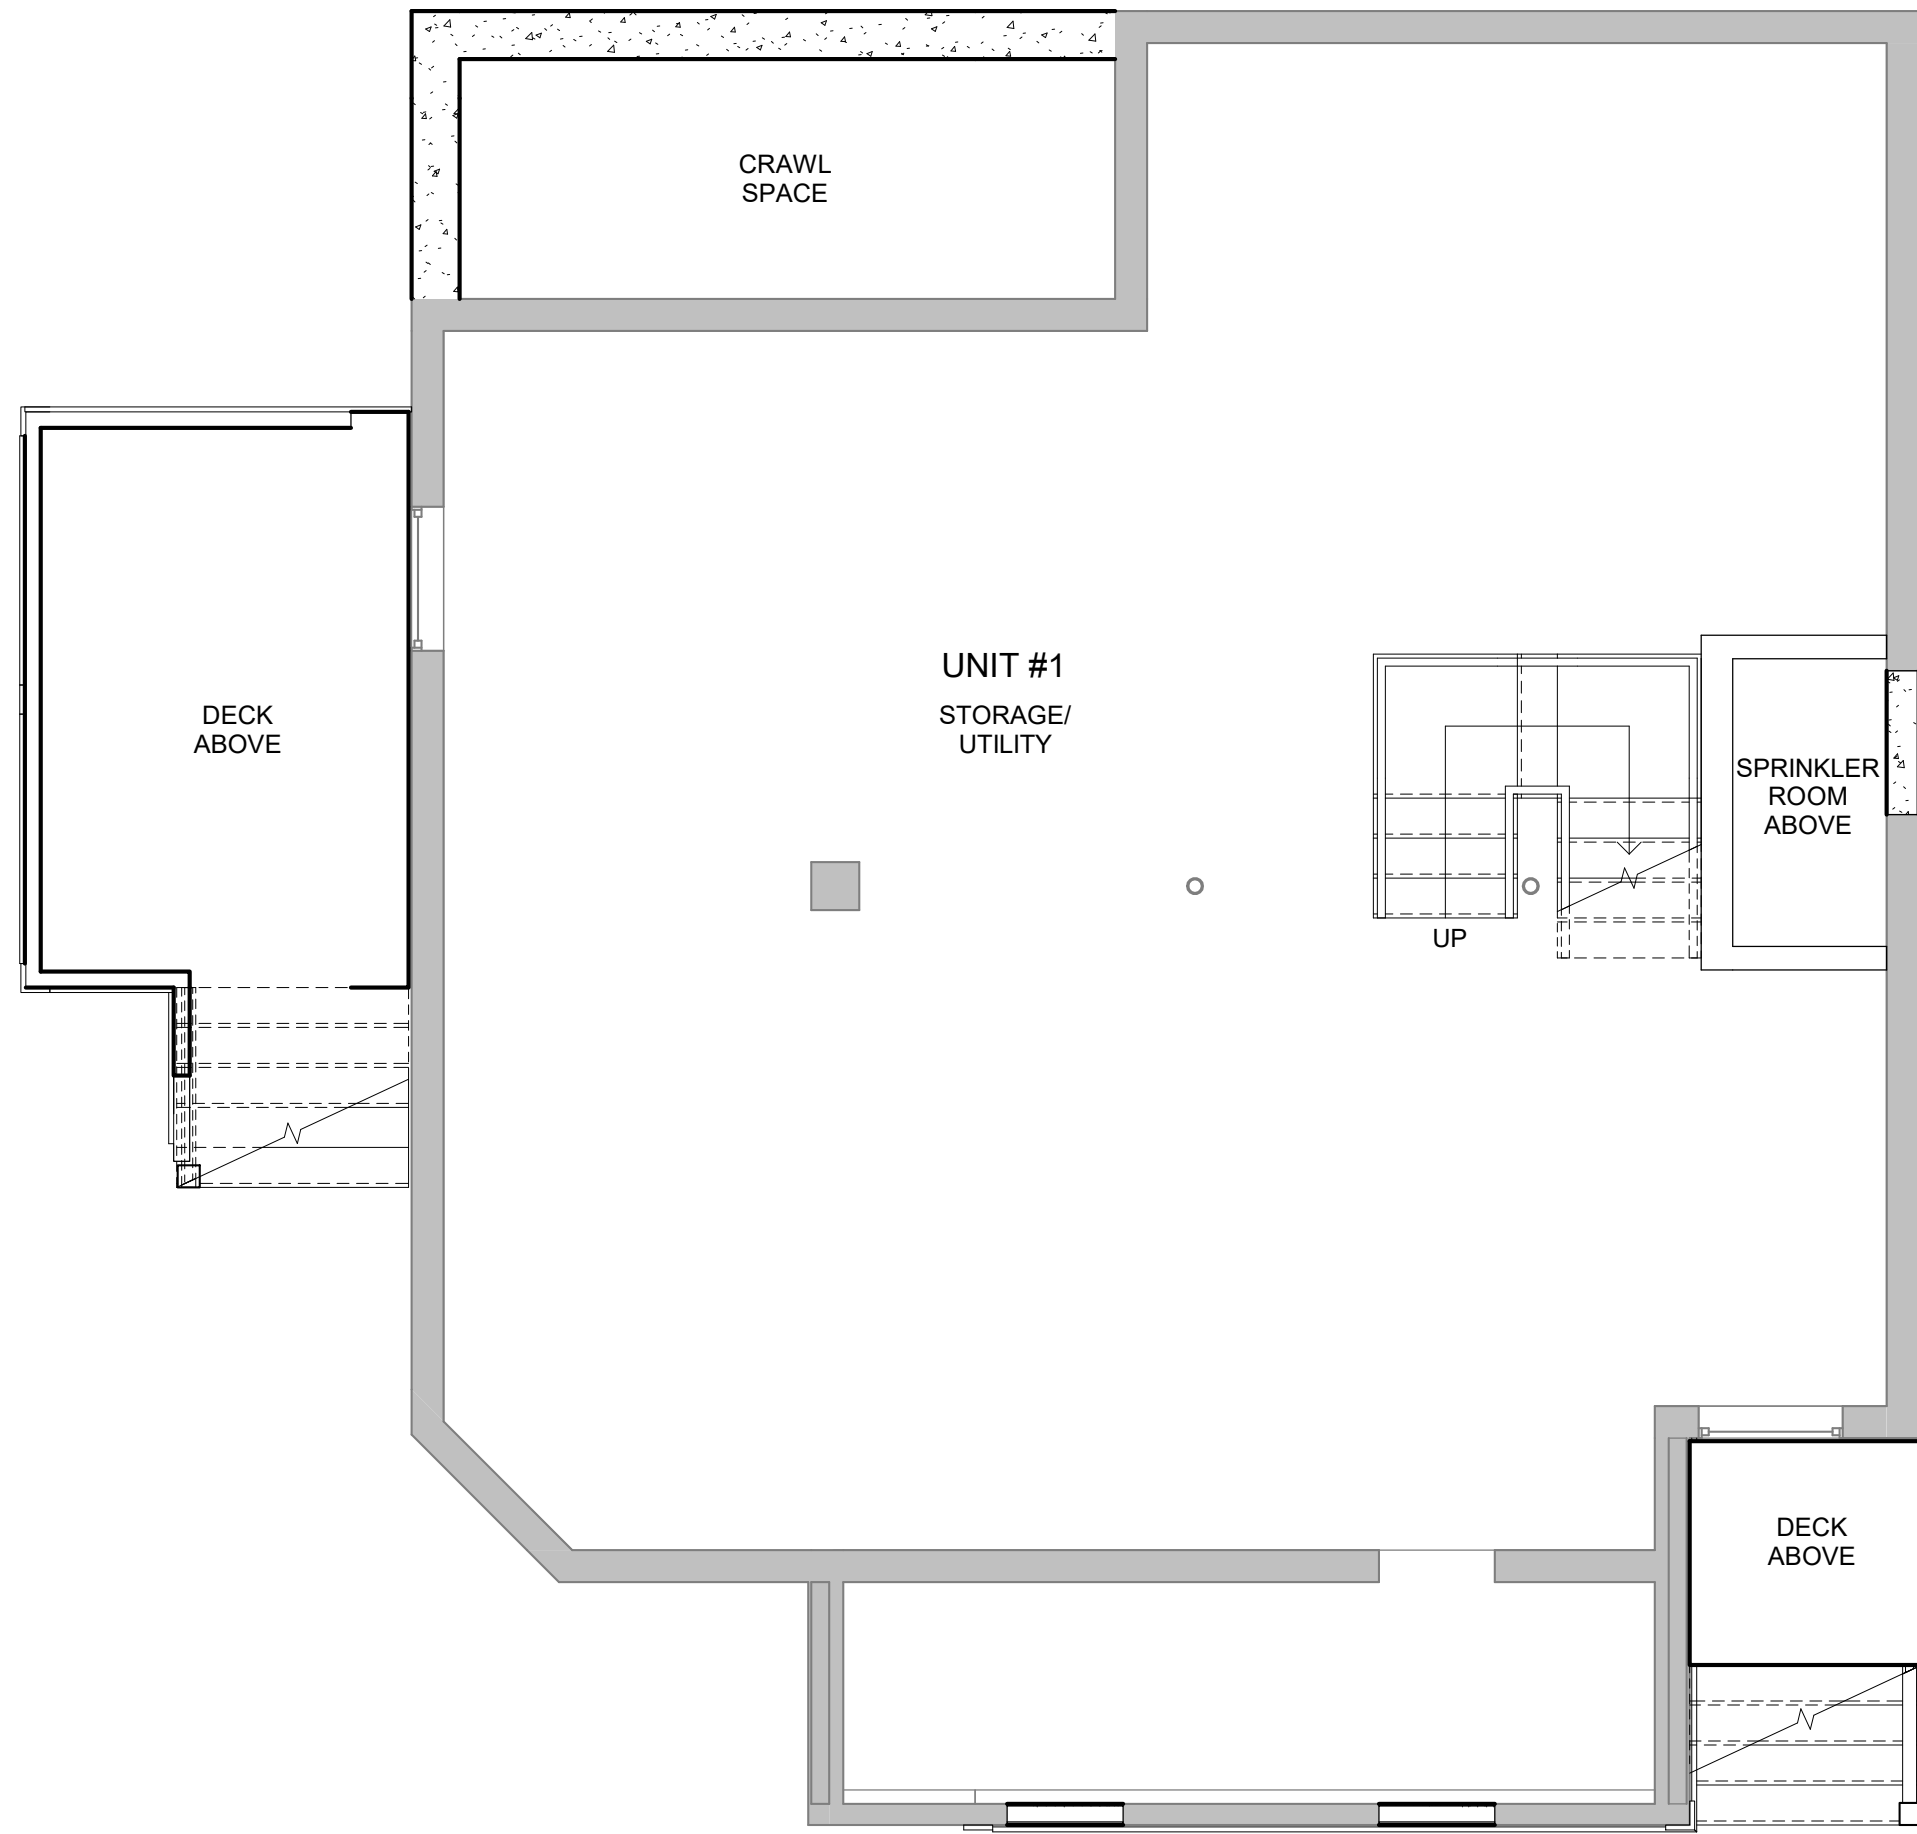 CRAWL
SPACE
UNIT #1
STORAGE/
UTILITY
DECK
ABOVE
SPRINKLER
ROOM
ABOVE
UP
DECK
ABOVE